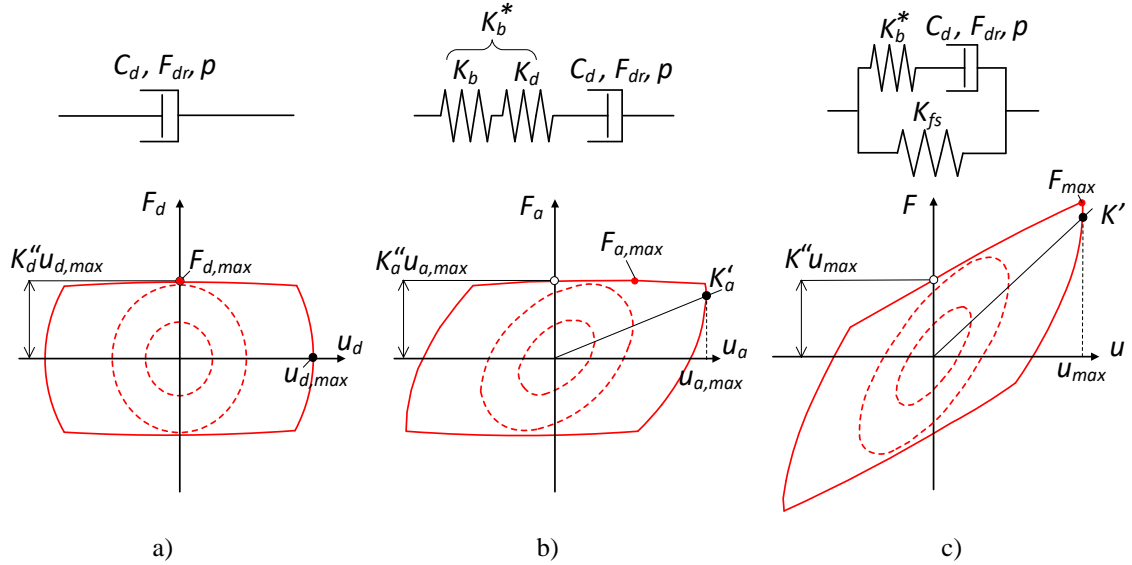 K_b^*
K_b K_d
C_d, F_dr, p
C_d, F_dr, p
K_b^*
C_d, F_dr, p
K_fs
F_d
K_d“u_d,max
F_d,max
u_d
u_d,max
F_a
K_a“u_a,max
F_a,max
K_a‘
u_a
u_a,max
F
F_max
K’
K“u_max
u
u_max
a)
b)
c)